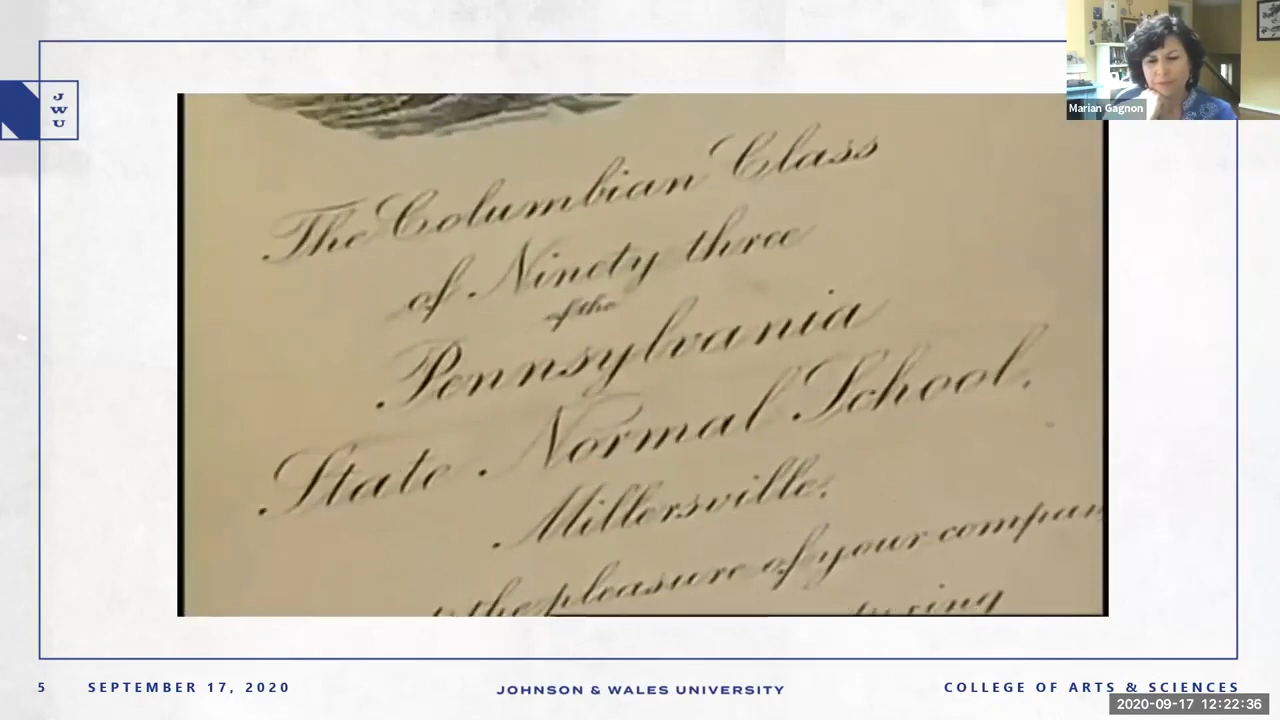 Marian Gagnon
J
W
U
The Columbian Class
of Ninety three
of the
Pennsylvania
State Normal School.
Millersville.
the pleasure of your
during
5 SEPTEMBER 17, 2020 JOHNSON & WALES UNIVERSITY COLLEGE OF ARTS & SCIENCES
2020-09-17 12:22:36